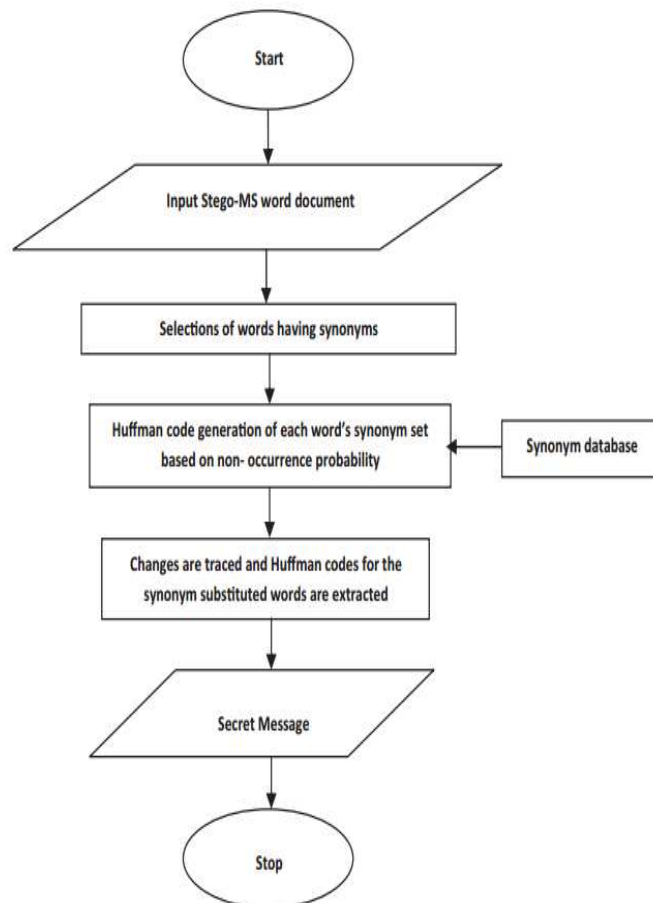 Start
Input Stego-MS word document
Selections of words having synonyms
Huffman code generation of each word's synonym set
based on non- occurrence probability
Synonym database
Changes are traced and Huffman codes for the
synonym substituted words are extracted
Secret Message
Stop